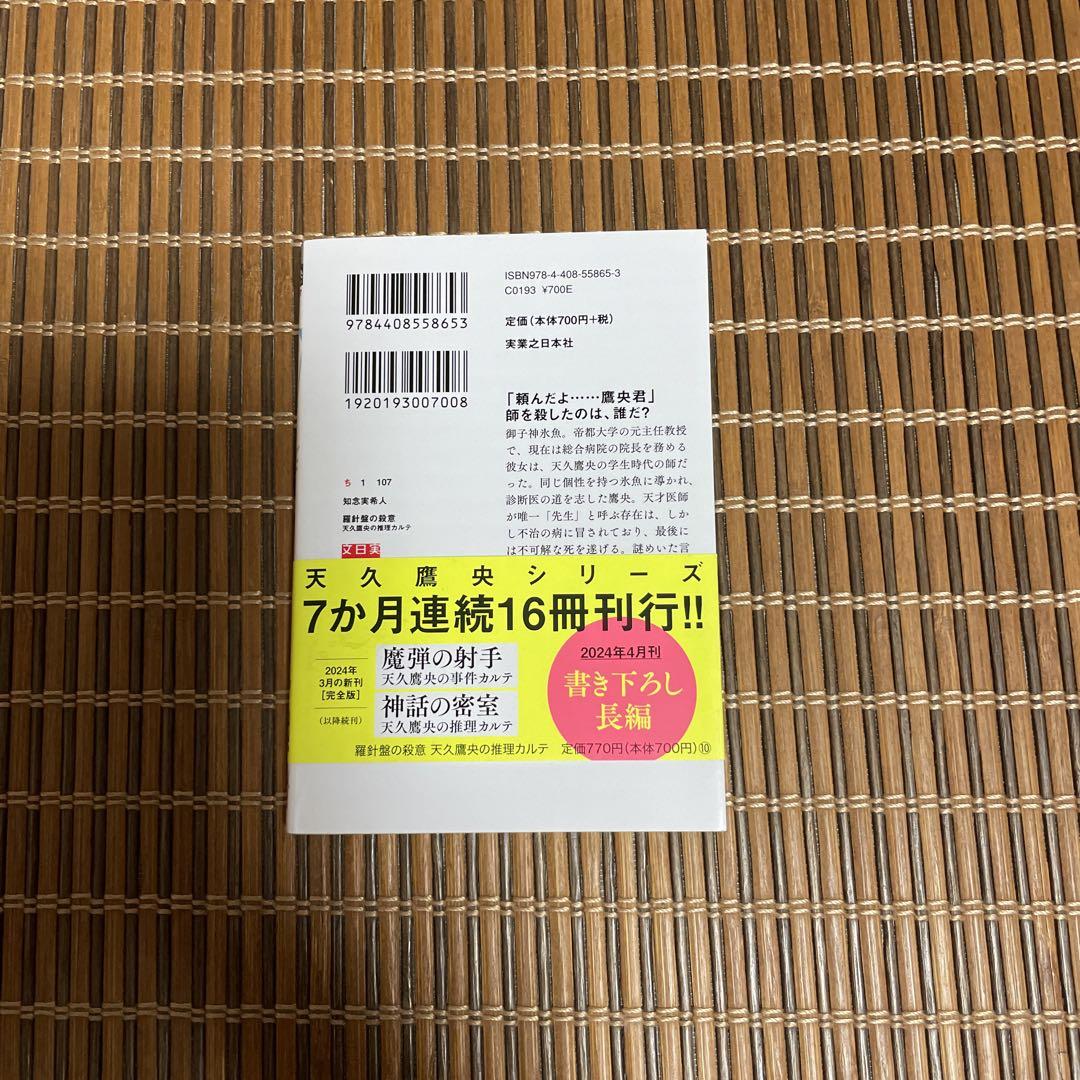 ISBN978-4-408-55865-3
C0193 ¥700E
定価(本体700円+税)
実業之日本社
9784408558653
1920193007008
「頼んだよ……鷹央君」
師を殺したのは、誰だ?
御子神氷魚。帝都大学の元主任教授
で、現在は総合病院の院長を務める
彼女は、天久鷹央の学生時代の師だ
った。同じ個性を持つ氷魚に導かれ、
診断医の道を志した鷹央。天才医師
が唯一「先生」と呼ぶ存在は、しか
し不治の病に冒されており、最後に
は不可解な死を遂げる。謎めいた言
ち 1 107
知念実希人
羅針盤の殺意
天久鷹央の推理カルテ
文日実
天久鷹央シリーズ
7か月連続16冊刊行!!
2024年
3月の新刊
[完全版]
(以降続刊)
魔弾の射手
天久鷹央の事件カルテ
神話の密室
天久鷹央の推理カルテ
2024年4月刊
書き下ろし
長編
羅針盤の殺意 天久鷹央の推理カルテ 定価770円(本体700円)⑩